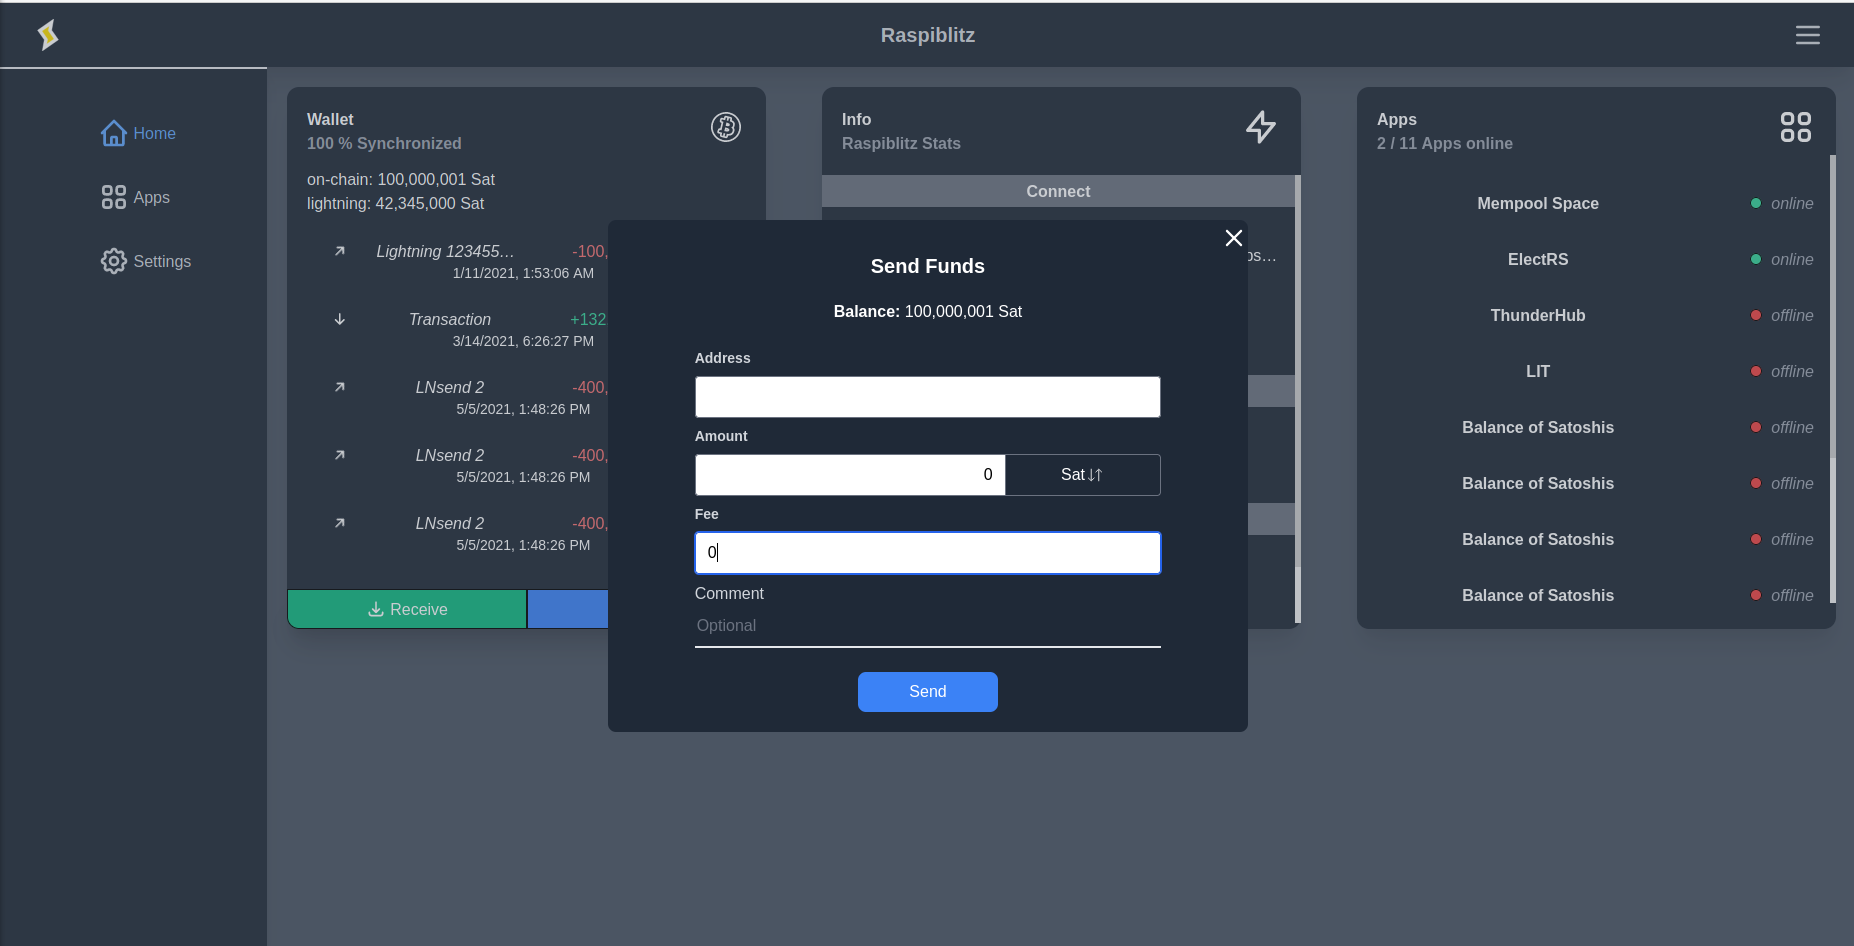 Raspiblitz
Home
Apps
Settings
Wallet
100 % Synchronized
on-chain: 100,000,001 Sat
lightning: 42,345,000 Sat
Lightning 123455… -100,
1/11/2021, 1:53:06 AM
Transaction +132
3/14/2021, 6:26:27 PM
LNsend 2 -400,
5/5/2021, 1:48:26 PM
LNsend 2 -400,
5/5/2021, 1:48:26 PM
LNsend 2 -400,
5/5/2021, 1:48:26 PM
Receive
Info
Raspiblitz Stats
Connect
Send Funds
Balance: 100,000,001 Sat
Address
Amount
0 Sat
Fee
0
Comment
Optional
Send
Apps
2 / 11 Apps online
Mempool Space online
ElectRS online
ThunderHub offline
LIT offline
Balance of Satoshis offline
Balance of Satoshis offline
Balance of Satoshis offline
Balance of Satoshis offline